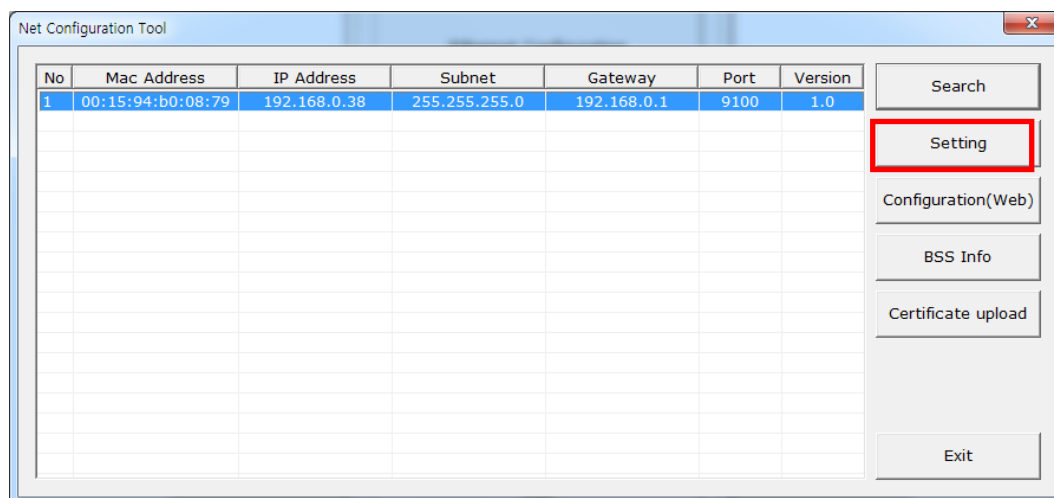 Net Configuration Tool
No Mac Address IP Address Subnet Gateway Port Version
1 00:15:94:b0:08:79 192.168.0.38 255.255.255.0 192.168.0.1 9100 1.0
Search
Setting
Configuration(Web)
BSS Info
Certificate upload
Exit